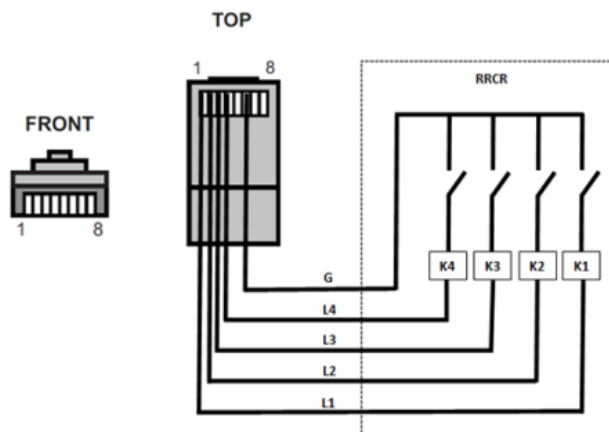 TOP
1 8
RRCR
FRONT
1 8
K4 K3 K2 K1
G
L4
L3
L2
L1